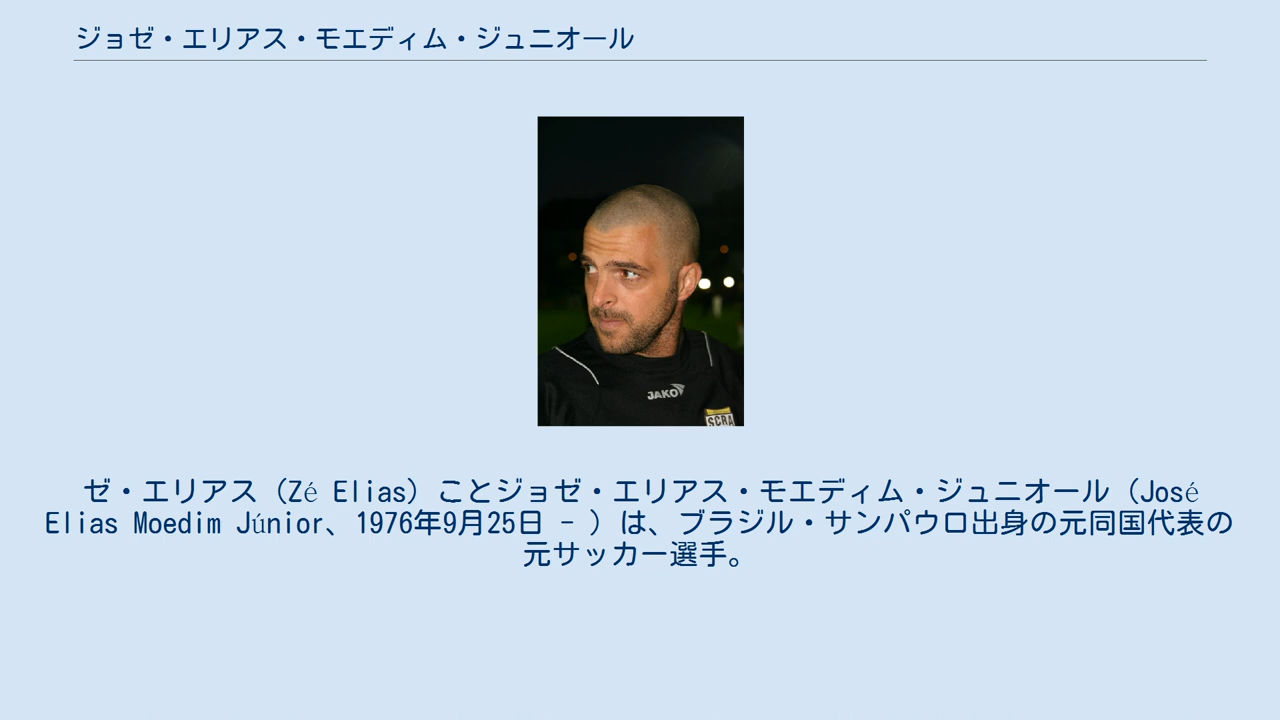 ジョゼ・エリアス・モエディム・ジュニオール
JAKO
SCRA
ゼ・エリアス（Zé Elias）ことジョゼ・エリアス・モエディム・ジュニオール（José
Elias Moedim Júnior、1976年9月25日 - ）は、ブラジル・サンパウロ出身の元同国代表の
元サッカー選手。